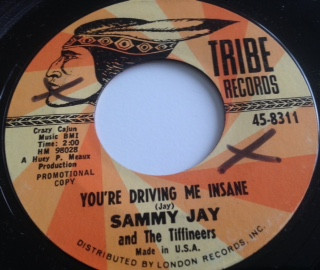 TRIBE
RECORDS
45-8311
Crazy Cajun
Music BMI
Time: 2:00
HM 98028
A Huey P. Meaux
Production
PROMOTIONAL
COPY
YOU'RE DRIVING ME INSANE
(Jay)
SAMMY JAY
and The Tiffineers
Made in U.S.A.
DISTRIBUTED BY LONDON RECORDS, INC.